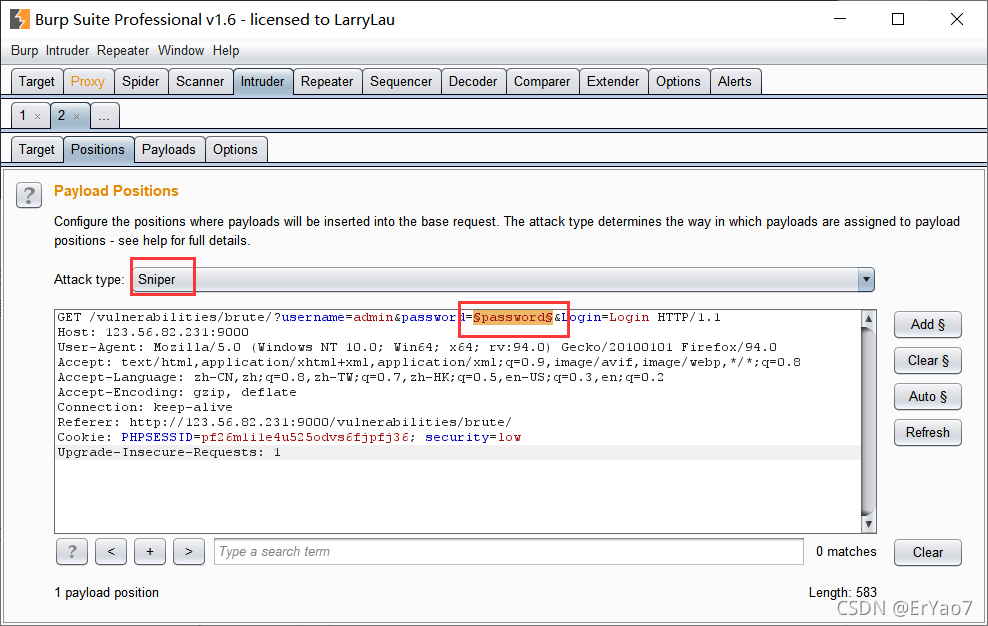 Burp Suite Professional v1.6 - licensed to LarryLau
Burp Intruder Repeater Window Help
Target Proxy Spider Scanner Intruder Repeater Sequencer Decoder Comparer Extender Options Alerts
1 × 2 × ...
Target Positions Payloads Options
? Payload Positions
Configure the positions where payloads will be inserted into the base request. The attack type determines the way in which payloads are assigned to payload
positions - see help for full details.
Attack type: Sniper
GET /vulnerabilities/brute/?username=admin&password=§password§&Login=Login HTTP/1.1
Host: 123.56.82.231:9000
User-Agent: Mozilla/5.0 (Windows NT 10.0; Win64; x64; rv:94.0) Gecko/20100101 Firefox/94.0
Accept: text/html,application/xhtml+xml,application/xml;q=0.9,image/avif,image/webp,*/*;q=0.8
Accept-Language: zh-CN,zh;q=0.8,zh-TW;q=0.7,zh-HK;q=0.5,en-US;q=0.3,en;q=0.2
Accept-Encoding: gzip, deflate
Connection: keep-alive
Referer: http://123.56.82.231:9000/vulnerabilities/brute/
Cookie: PHPSESSID=pf26m1i1e4u525odvs6fjpfj36; security=low
Upgrade-Insecure-Requests: 1
Add §
Clear §
Auto §
Refresh
? < + > Type a search term 0 matches Clear
1 payload position Length: 583
CSDN @ErYao7